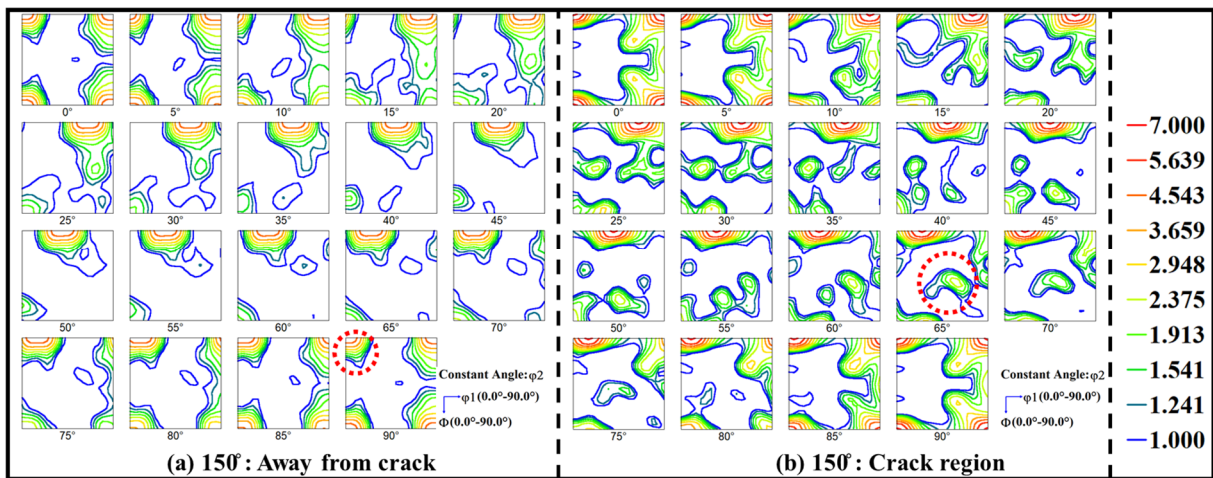 0° 5° 10° 15° 20°
25° 30° 35° 40° 45°
50° 55° 60° 65° 70°
75° 80° 85° 90°
Constant Angle:φ2
φ1(0.0°-90.0°)
Φ(0.0°-90.0°)
(a) 150°: Away from crack
0° 5° 10° 15° 20°
25° 30° 35° 40° 45°
50° 55° 60° 65° 70°
75° 80° 85° 90°
Constant Angle:φ2
φ1(0.0°-90.0°)
Φ(0.0°-90.0°)
(b) 150°: Crack region
7.000
5.639
4.543
3.659
2.948
2.375
1.913
1.541
1.241
1.000